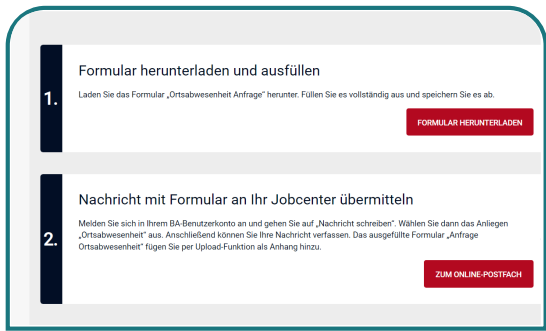 1.
Formular herunterladen und ausfüllen
Laden Sie das Formular „Ortsabwesenheit Anfrage“ herunter. Füllen Sie es vollständig aus und speichern Sie es ab.
FORMULAR HERUNTERLADEN
2.
Nachricht mit Formular an Ihr Jobcenter übermitteln
Melden Sie sich in Ihrem BA-Benutzerkonto an und gehen Sie auf „Nachricht schreiben“. Wählen Sie dann das Anliegen
„Ortsabwesenheit“ aus. Anschließend können Sie Ihre Nachricht verfassen. Das ausgefüllte Formular „Anfrage
Ortsabwesenheit“ fügen Sie per Upload-Funktion als Anhang hinzu.
ZUM ONLINE-POSTFACH